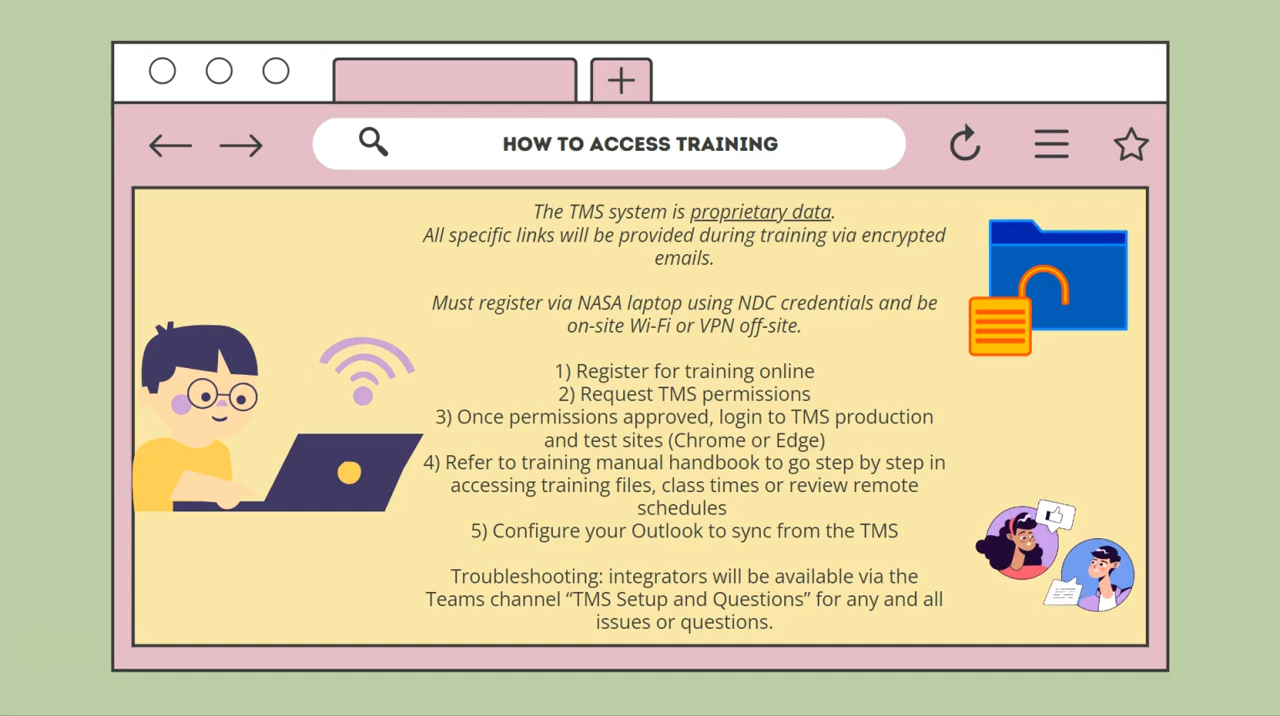 HOW TO ACCESS TRAINING
The TMS system is proprietary data.
All specific links will be provided during training via encrypted
emails.
Must register via NASA laptop using NDC credentials and be
on-site Wi-Fi or VPN off-site.
1) Register for training online
2) Request TMS permissions
3) Once permissions approved, login to TMS production
and test sites (Chrome or Edge)
4) Refer to training manual handbook to go step by step in
accessing training files, class times or review remote
schedules
5) Configure your Outlook to sync from the TMS
Troubleshooting: integrators will be available via the
Teams channel “TMS Setup and Questions” for any and all
issues or questions.